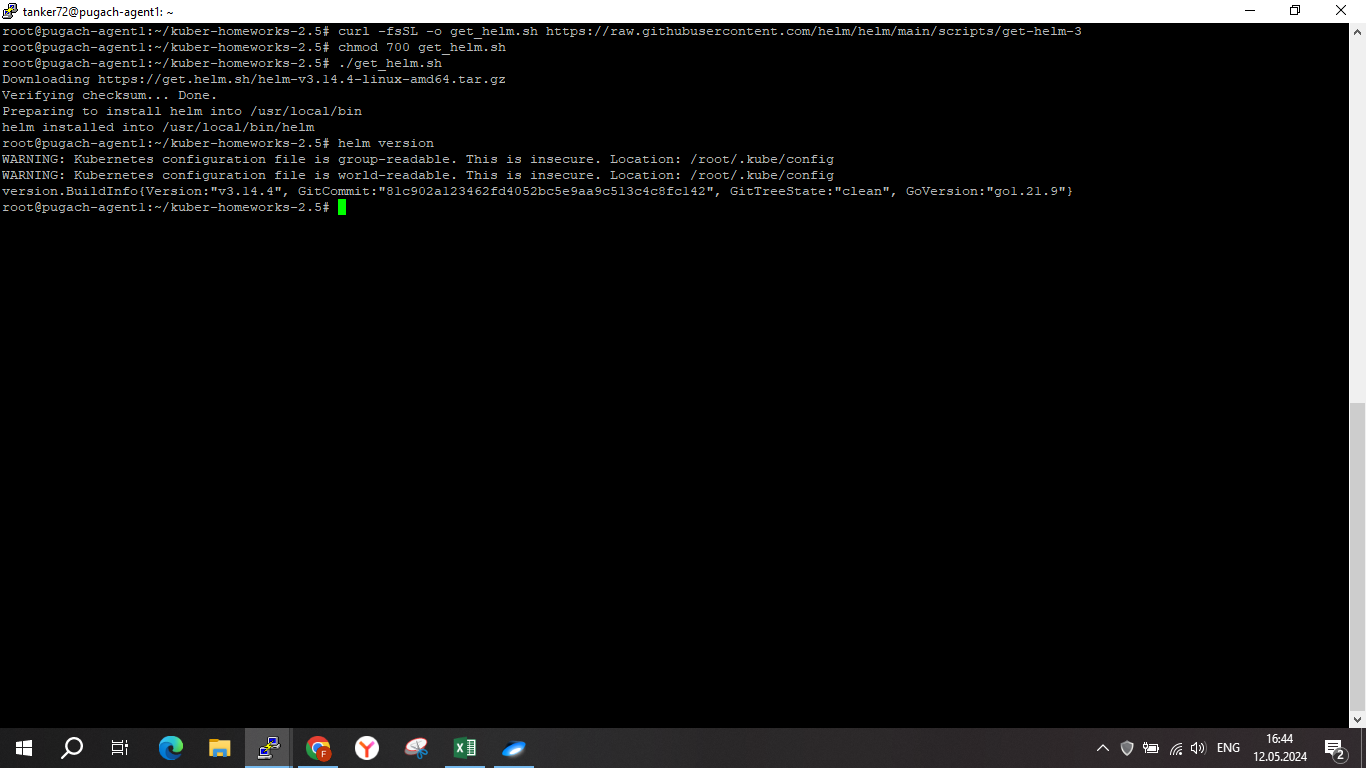 tanker72@pugach-agent1: ~
root@pugach-agent1:~/kuber-homeworks-2.5# curl -fsSL -o get_helm.sh https://raw.githubusercontent.com/helm/helm/main/scripts/get-helm-3
root@pugach-agent1:~/kuber-homeworks-2.5# chmod 700 get_helm.sh
root@pugach-agent1:~/kuber-homeworks-2.5# ./get_helm.sh
Downloading https://get.helm.sh/helm-v3.14.4-linux-amd64.tar.gz
Verifying checksum... Done.
Preparing to install helm into /usr/local/bin
helm installed into /usr/local/bin/helm
root@pugach-agent1:~/kuber-homeworks-2.5# helm version
WARNING: Kubernetes configuration file is group-readable. This is insecure. Location: /root/.kube/config
WARNING: Kubernetes configuration file is world-readable. This is insecure. Location: /root/.kube/config
version.BuildInfo{Version:"v3.14.4", GitCommit:"81c902a123462fd4052bc5e9aa9c513c4c8fc142", GitTreeState:"clean", GoVersion:"go1.21.9"}
root@pugach-agent1:~/kuber-homeworks-2.5#
F
ENG
16:44
12.05.2024
2